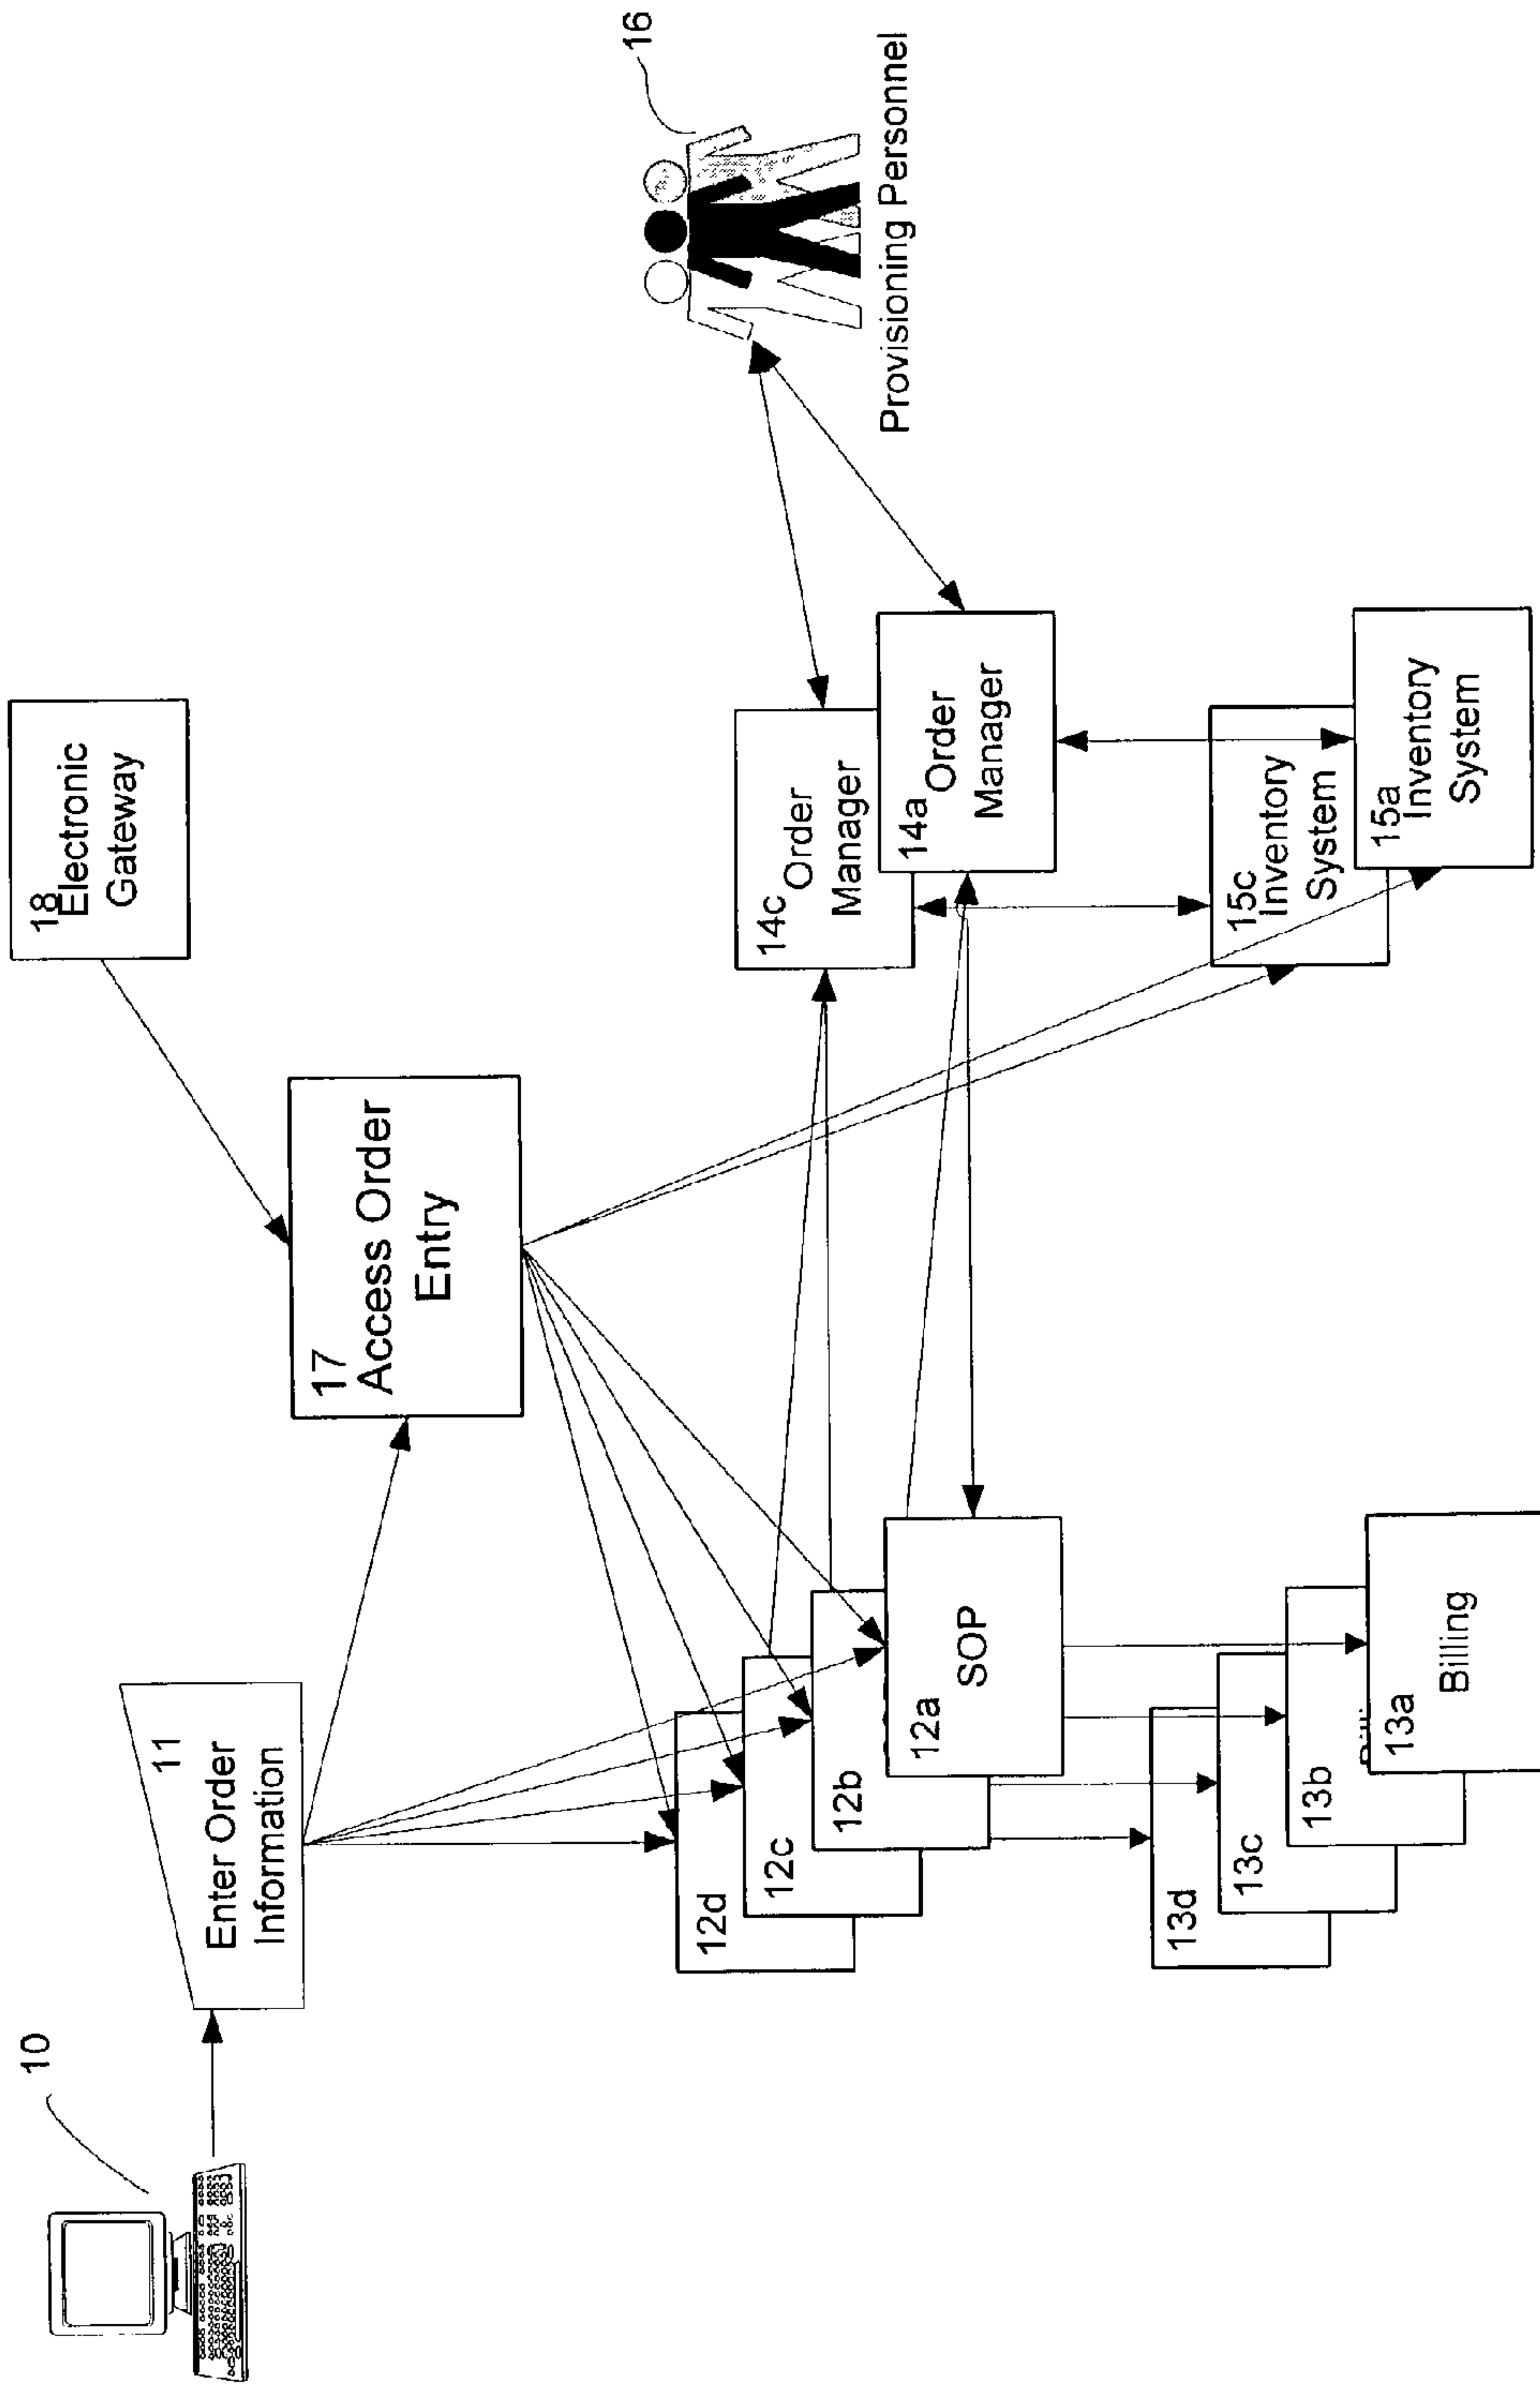 10
11
Enter Order
Information
18
Electronic
Gateway
17
Access Order
Entry
16
Provisioning Personnel
12d
12c
12b
12a
SOP
14c
Order
Manager
14a
Order
Manager
13d
13c
13b
13a
Billing
15c
Inventory
System
15a
Inventory
System